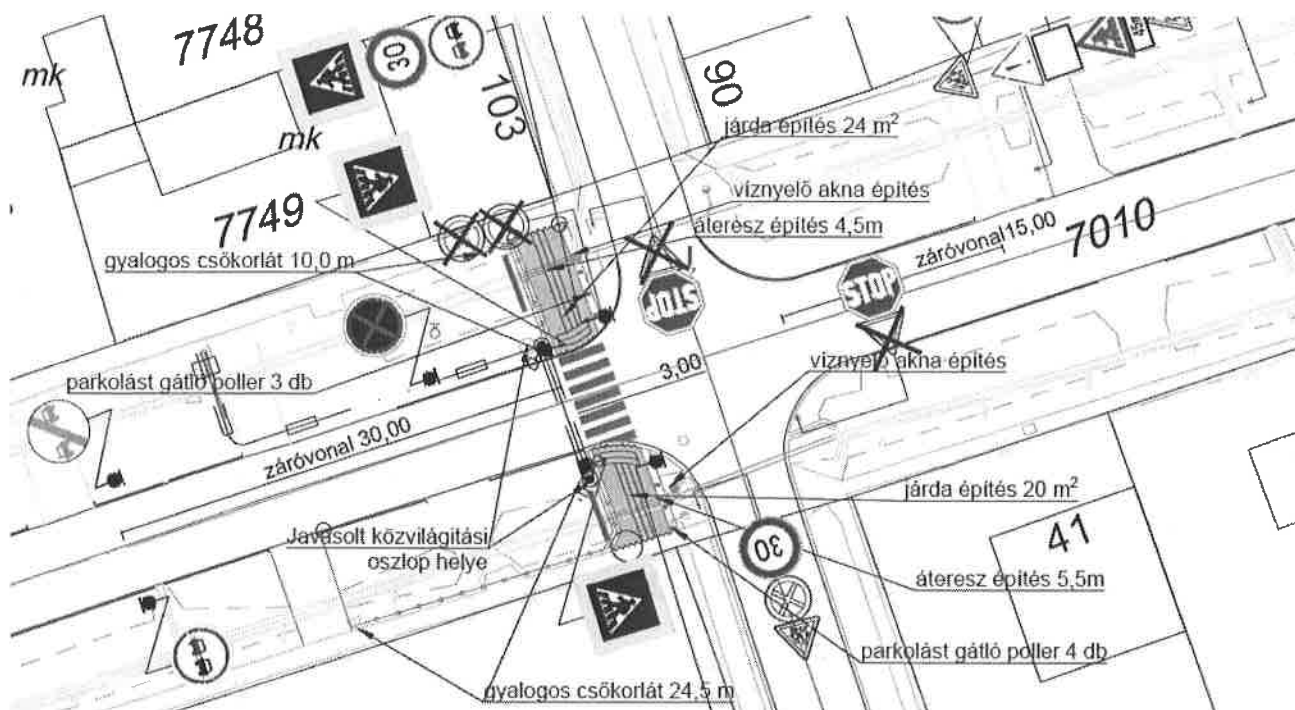 7748
mk
30
103
90
45m
járda építés 24 m²
mk
víznyelő akna építés
7749
áteresz építés 4,5m
7010
záróvonal 15,00
gyalogos csőkorlát 10,0 m
STOP
STOP
parkolást gátló poller 3 db
3,00
víznyelő akna építés
záróvonal 30,00
járda építés 20 m²
Javasolt közvilágítási
oszlop helye
30
41
áteresz építés 5,5m
parkolást gátló poller 4 db
gyalogos csőkorlát 24,5 m